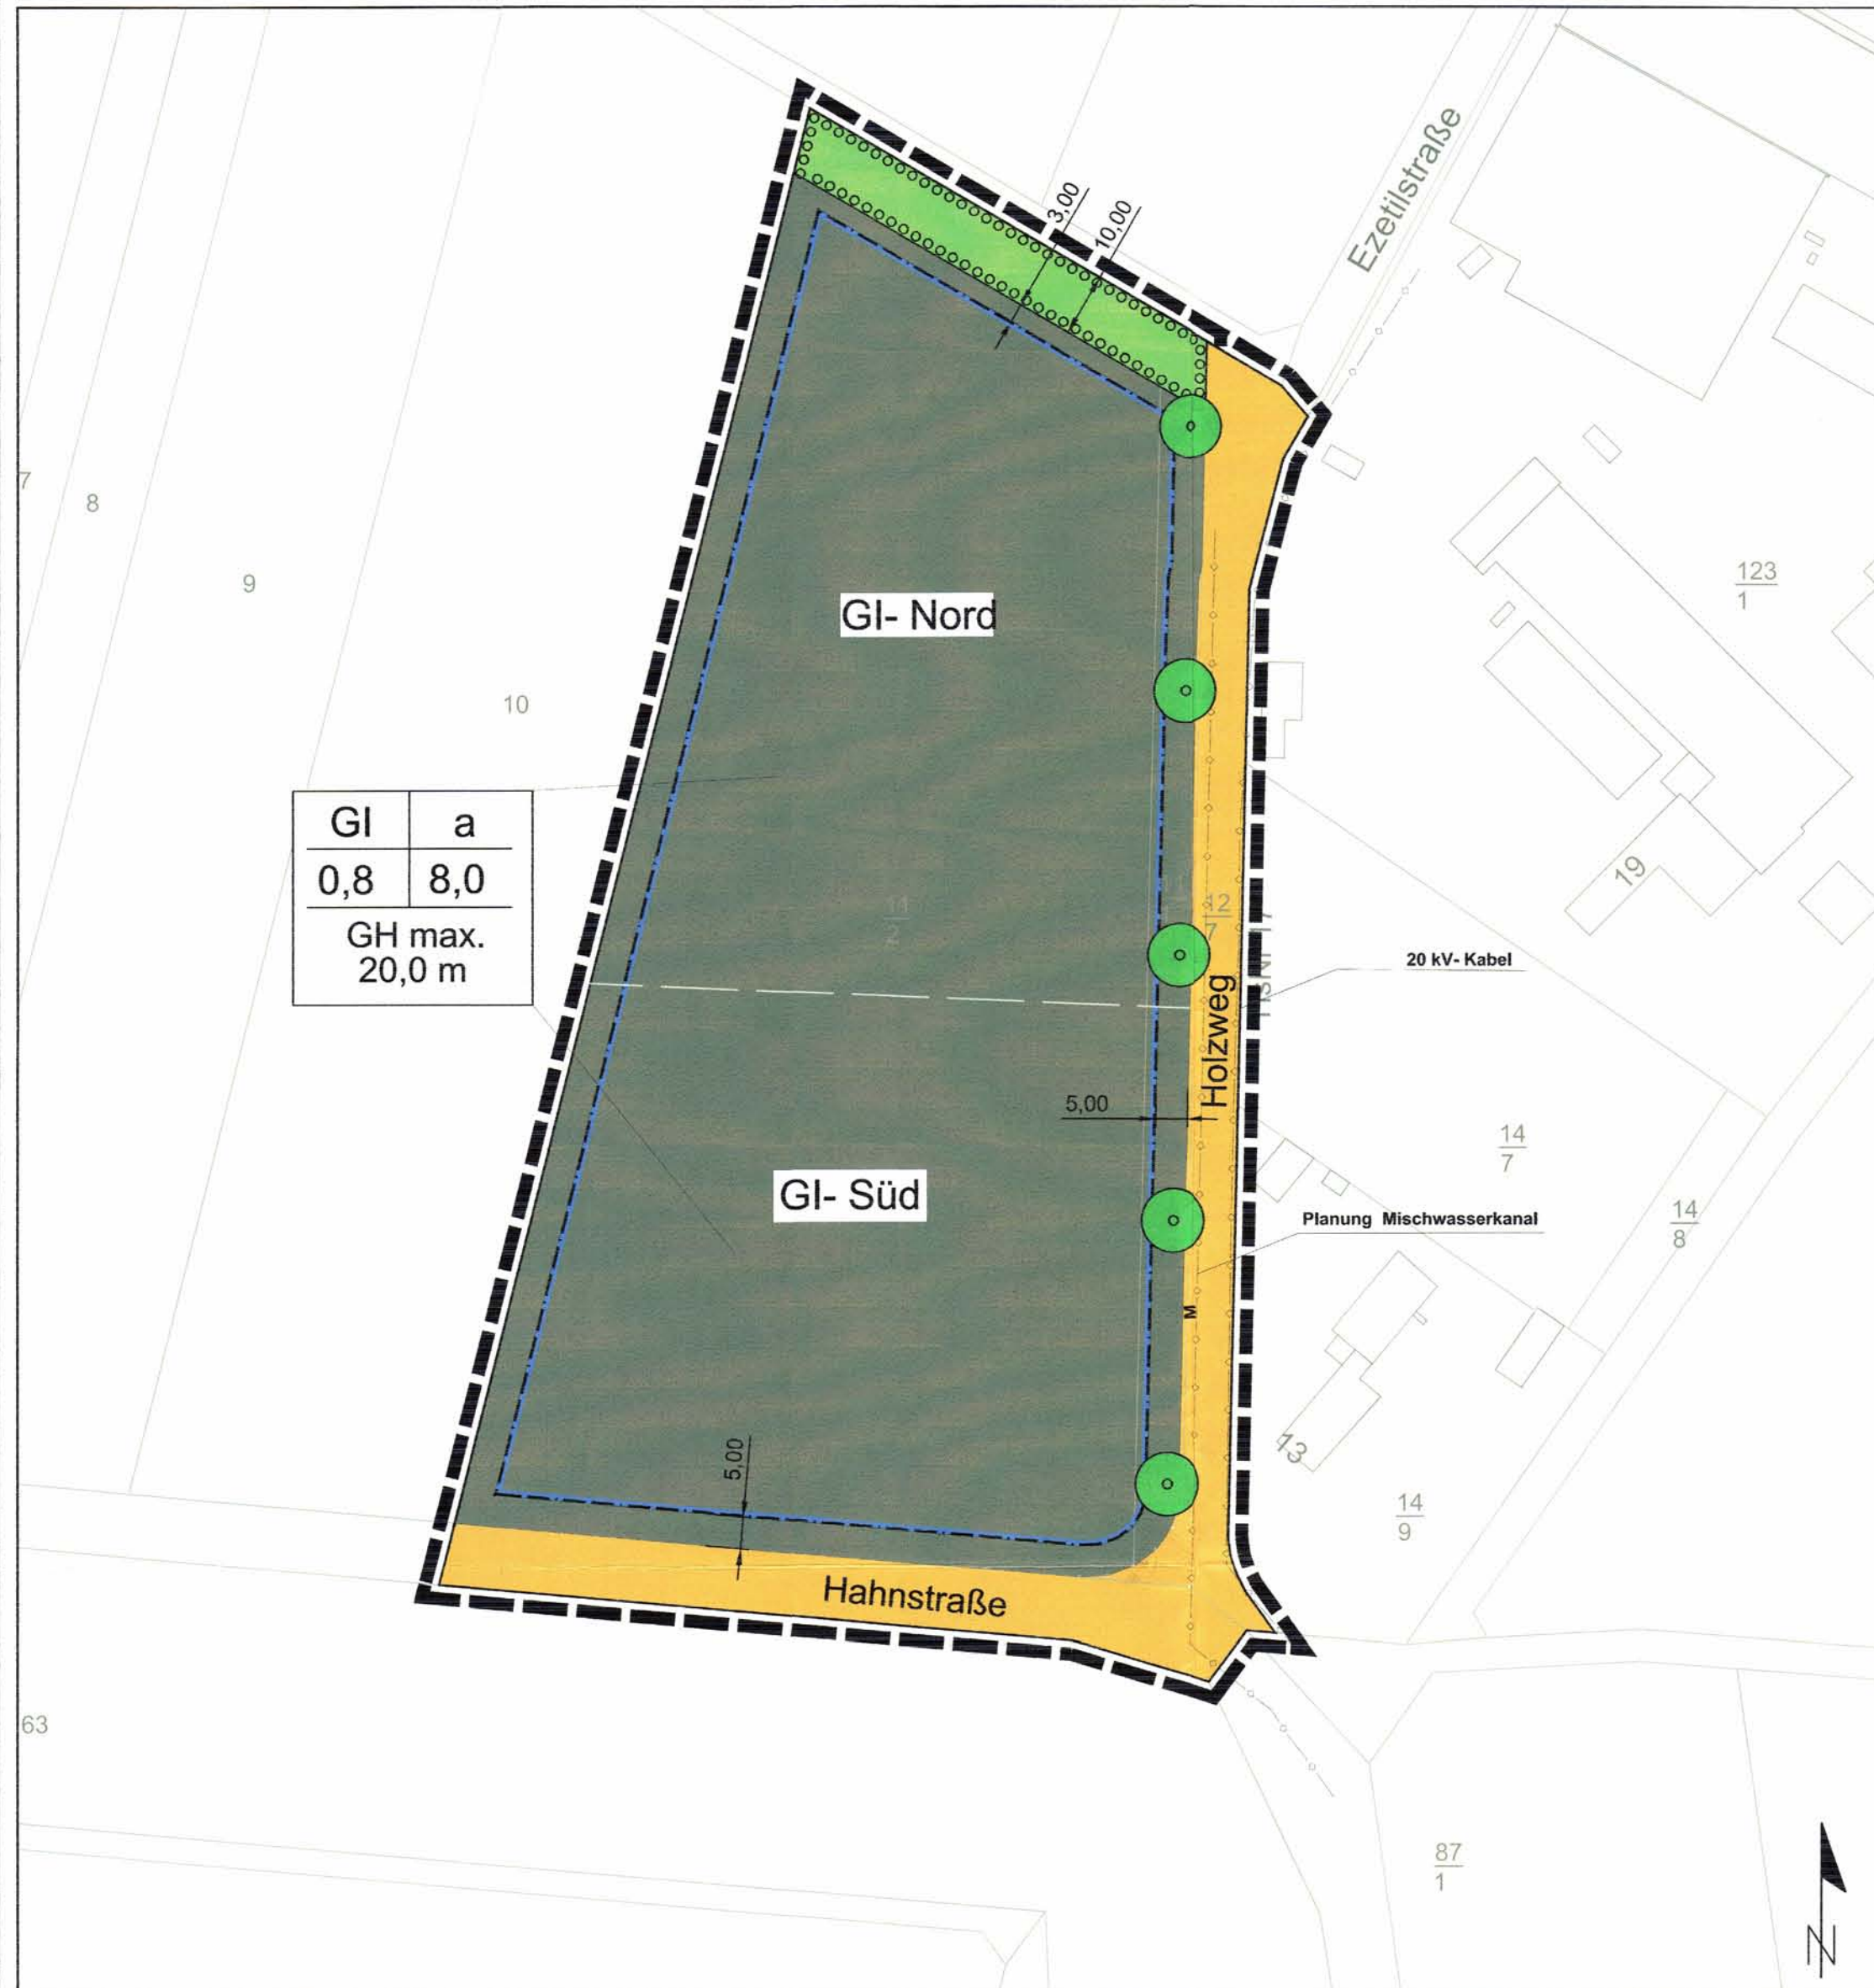 Ezetilstraße
3,00
10,00
7
8
9
10
123
1
GI- Nord
GI a
0,8 8,0
GH max.
20,0 m
11
2
12
7
19
20 kV- Kabel
Holzweg
5,00
14
7
GI- Süd
14
8
Planung Mischwasserkanal
M
13
5,00
14
9
Hahnstraße
63
87
1
N